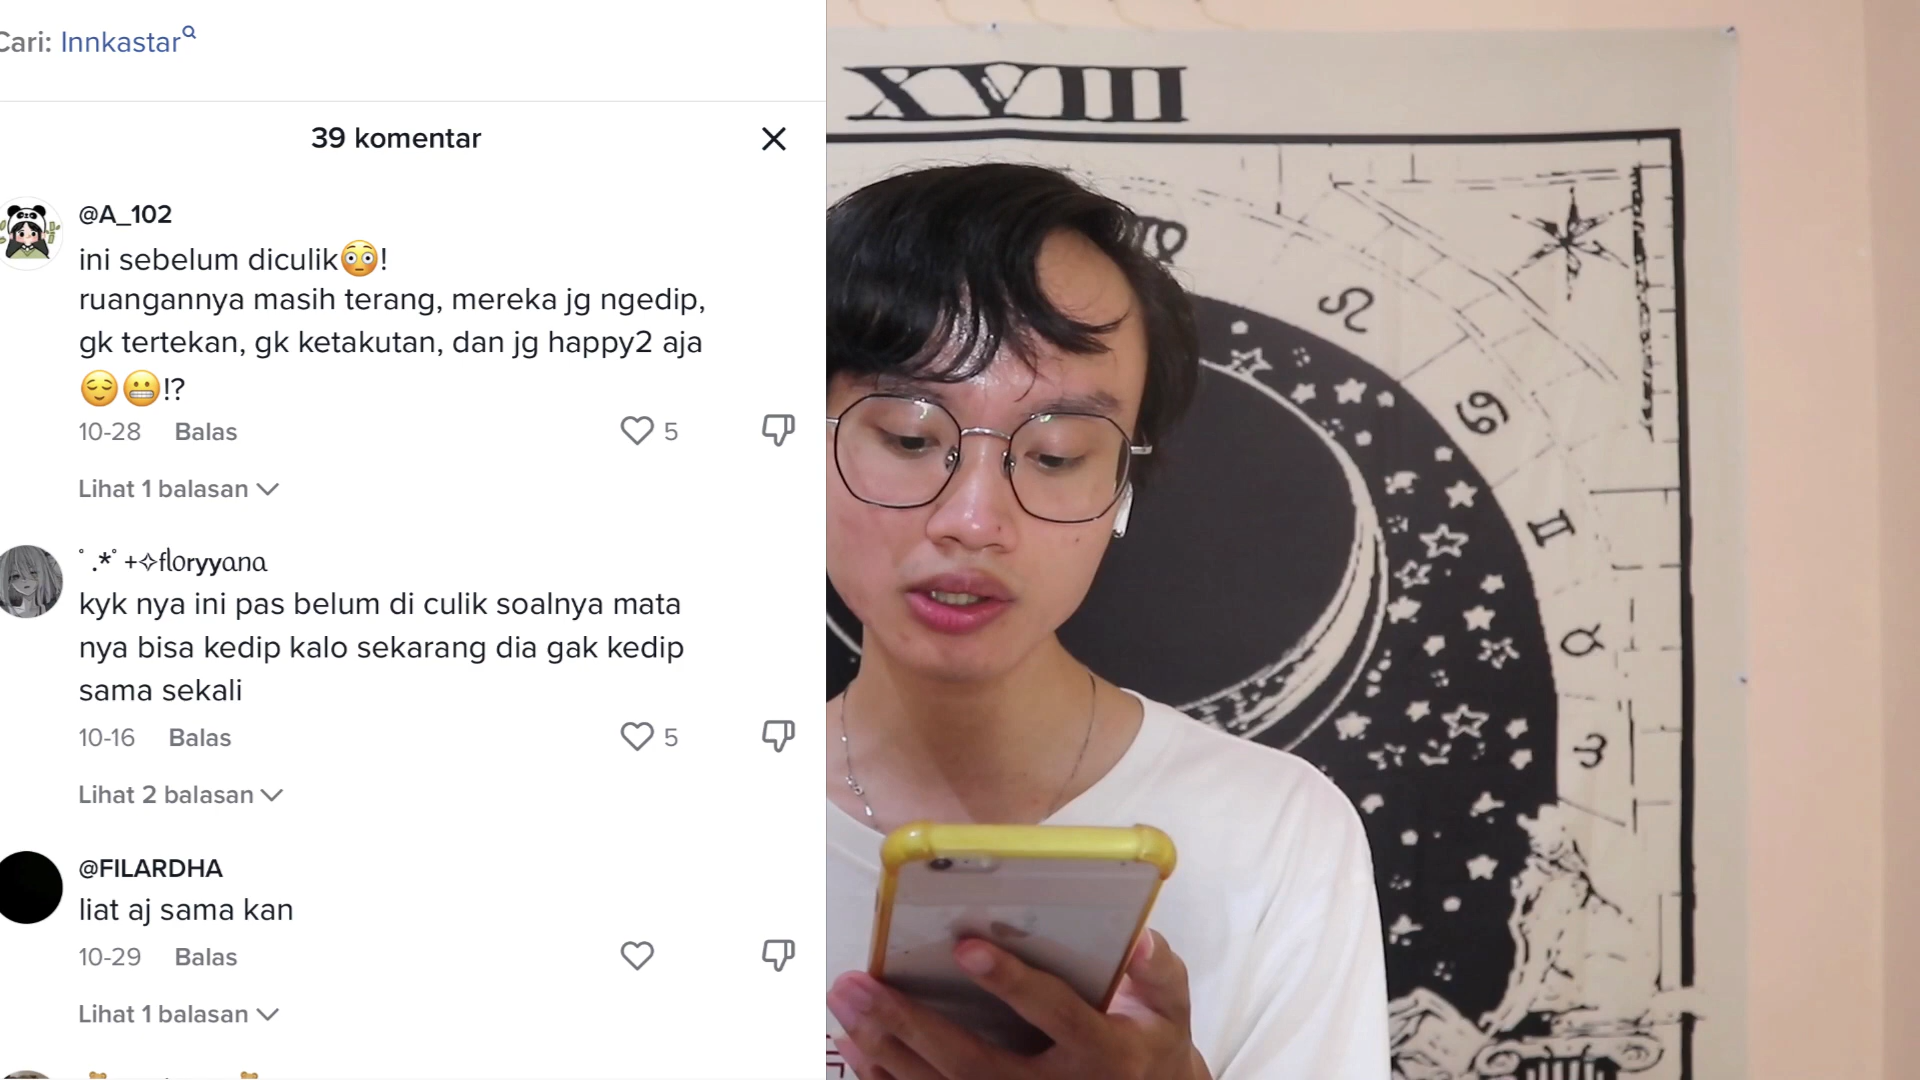 Cari: Innkastar
39 komentar
@A_102
ini sebelum diculik😳!
ruangannya masih terang, mereka jg ngedip,
gk tertekan, gk ketakutan, dan jg happy2 aja
😌😬!?
10-28 Balas 5
Lihat 1 balasan
˚ .*˚ +✧floryyana
kyk nya ini pas belum di culik soalnya mata
nya bisa kedip kalo sekarang dia gak kedip
sama sekali
10-16 Balas 5
Lihat 2 balasan
@FILARDHA
liat aj sama kan
10-29 Balas
Lihat 1 balasan
XVIII